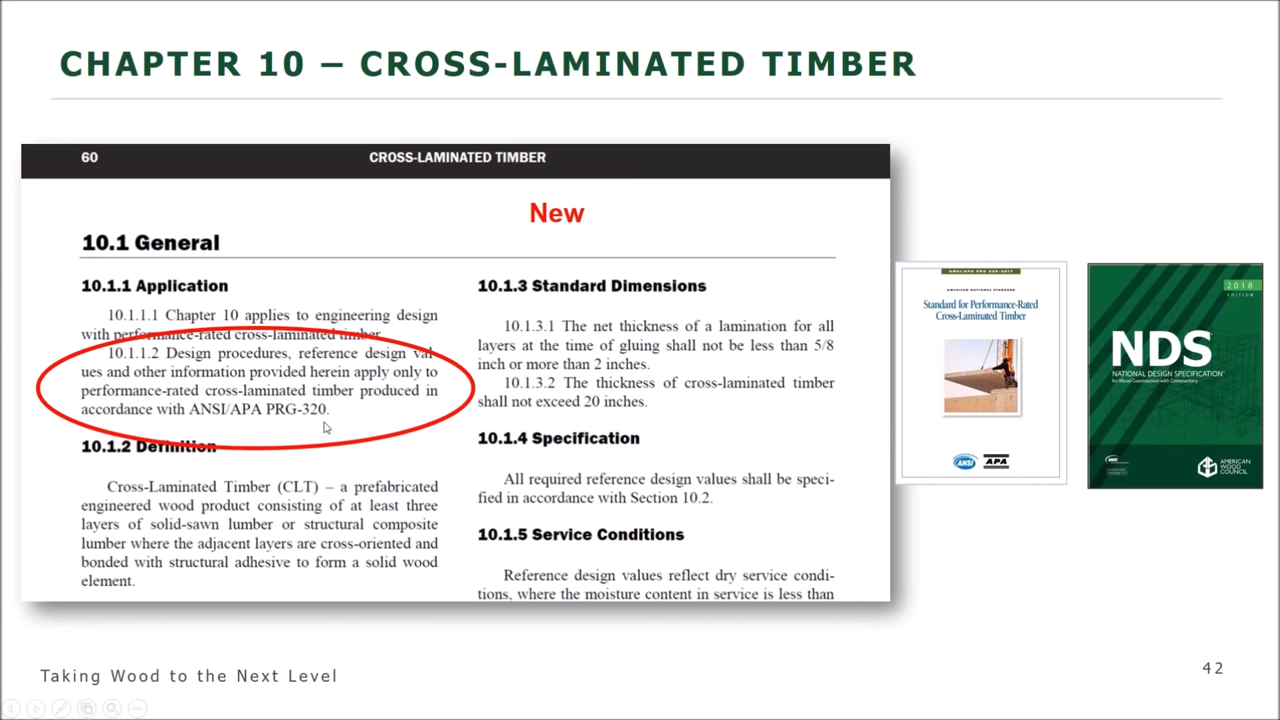 CHAPTER 10 – CROSS-LAMINATED TIMBER
60
CROSS-LAMINATED TIMBER
New
10.1 General
10.1.1 Application
10.1.1.1 Chapter 10 applies to engineering design
with performance-rated cross-laminated timber.
10.1.1.2 Design procedures, reference design val-
ues and other information provided herein apply only to
performance-rated cross-laminated timber produced in
accordance with ANSI/APA PRG-320.
10.1.2 Definition
Cross-Laminated Timber (CLT) – a prefabricated
engineered wood product consisting of at least three
layers of solid-sawn lumber or structural composite
lumber where the adjacent layers are cross-oriented and
bonded with structural adhesive to form a solid wood
element.
10.1.3 Standard Dimensions
10.1.3.1 The net thickness of a lamination for all
layers at the time of gluing shall not be less than 5/8
inch or more than 2 inches.
10.1.3.2 The thickness of cross-laminated timber
shall not exceed 20 inches.
10.1.4 Specification
All required reference design values shall be speci-
fied in accordance with Section 10.2.
10.1.5 Service Conditions
Reference design values reflect dry service condi-
tions, where the moisture content in service is less than
AMERICAN NATIONAL STANDARD
Standard for Performance-Rated
Cross-Laminated Timber
ANSI
APA
2018
EDITION
NDS
NATIONAL DESIGN SPECIFICATION
for Wood Construction with Commentary
ANSI
AMERICAN
WOOD
COUNCIL
Taking Wood to the Next Level
42